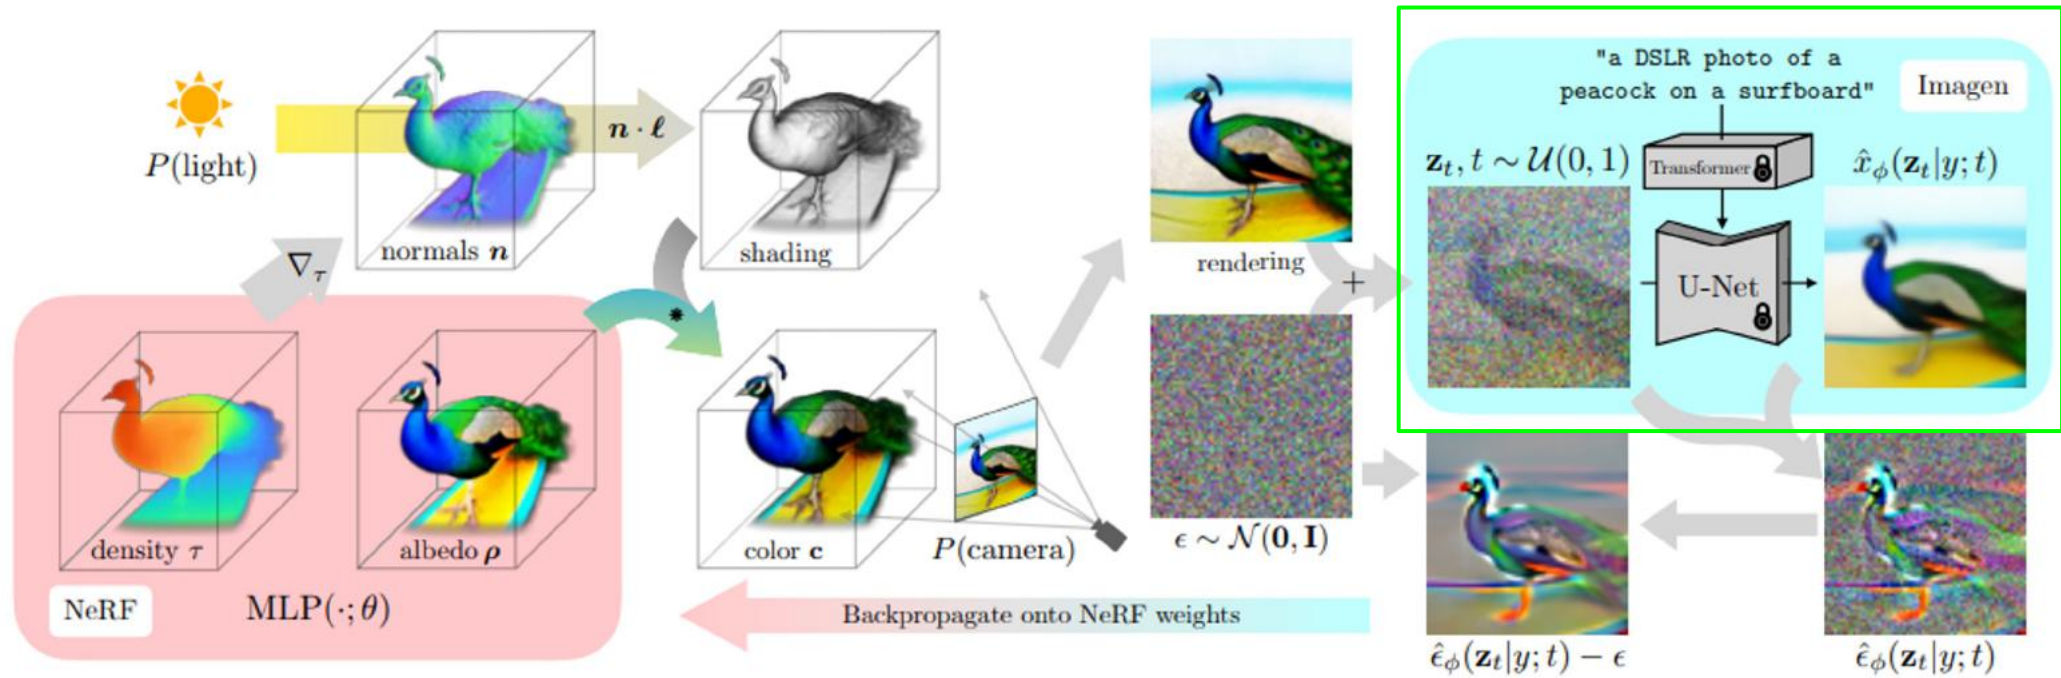 "a DSLR photo of a
peacock on a surfboard"
Imagen
P(light)
n · ℓ
z_t, t ∼ U(0, 1)
Transformer
x̂_ϕ(z_t|y; t)
∇_τ
normals n
shading
rendering
+
U-Net
*
density τ
albedo ρ
color c
P(camera)
ϵ ∼ N(0, I)
NeRF
MLP(·; θ)
Backpropagate onto NeRF weights
ϵ̂_ϕ(z_t|y; t) − ϵ
ϵ̂_ϕ(z_t|y; t)